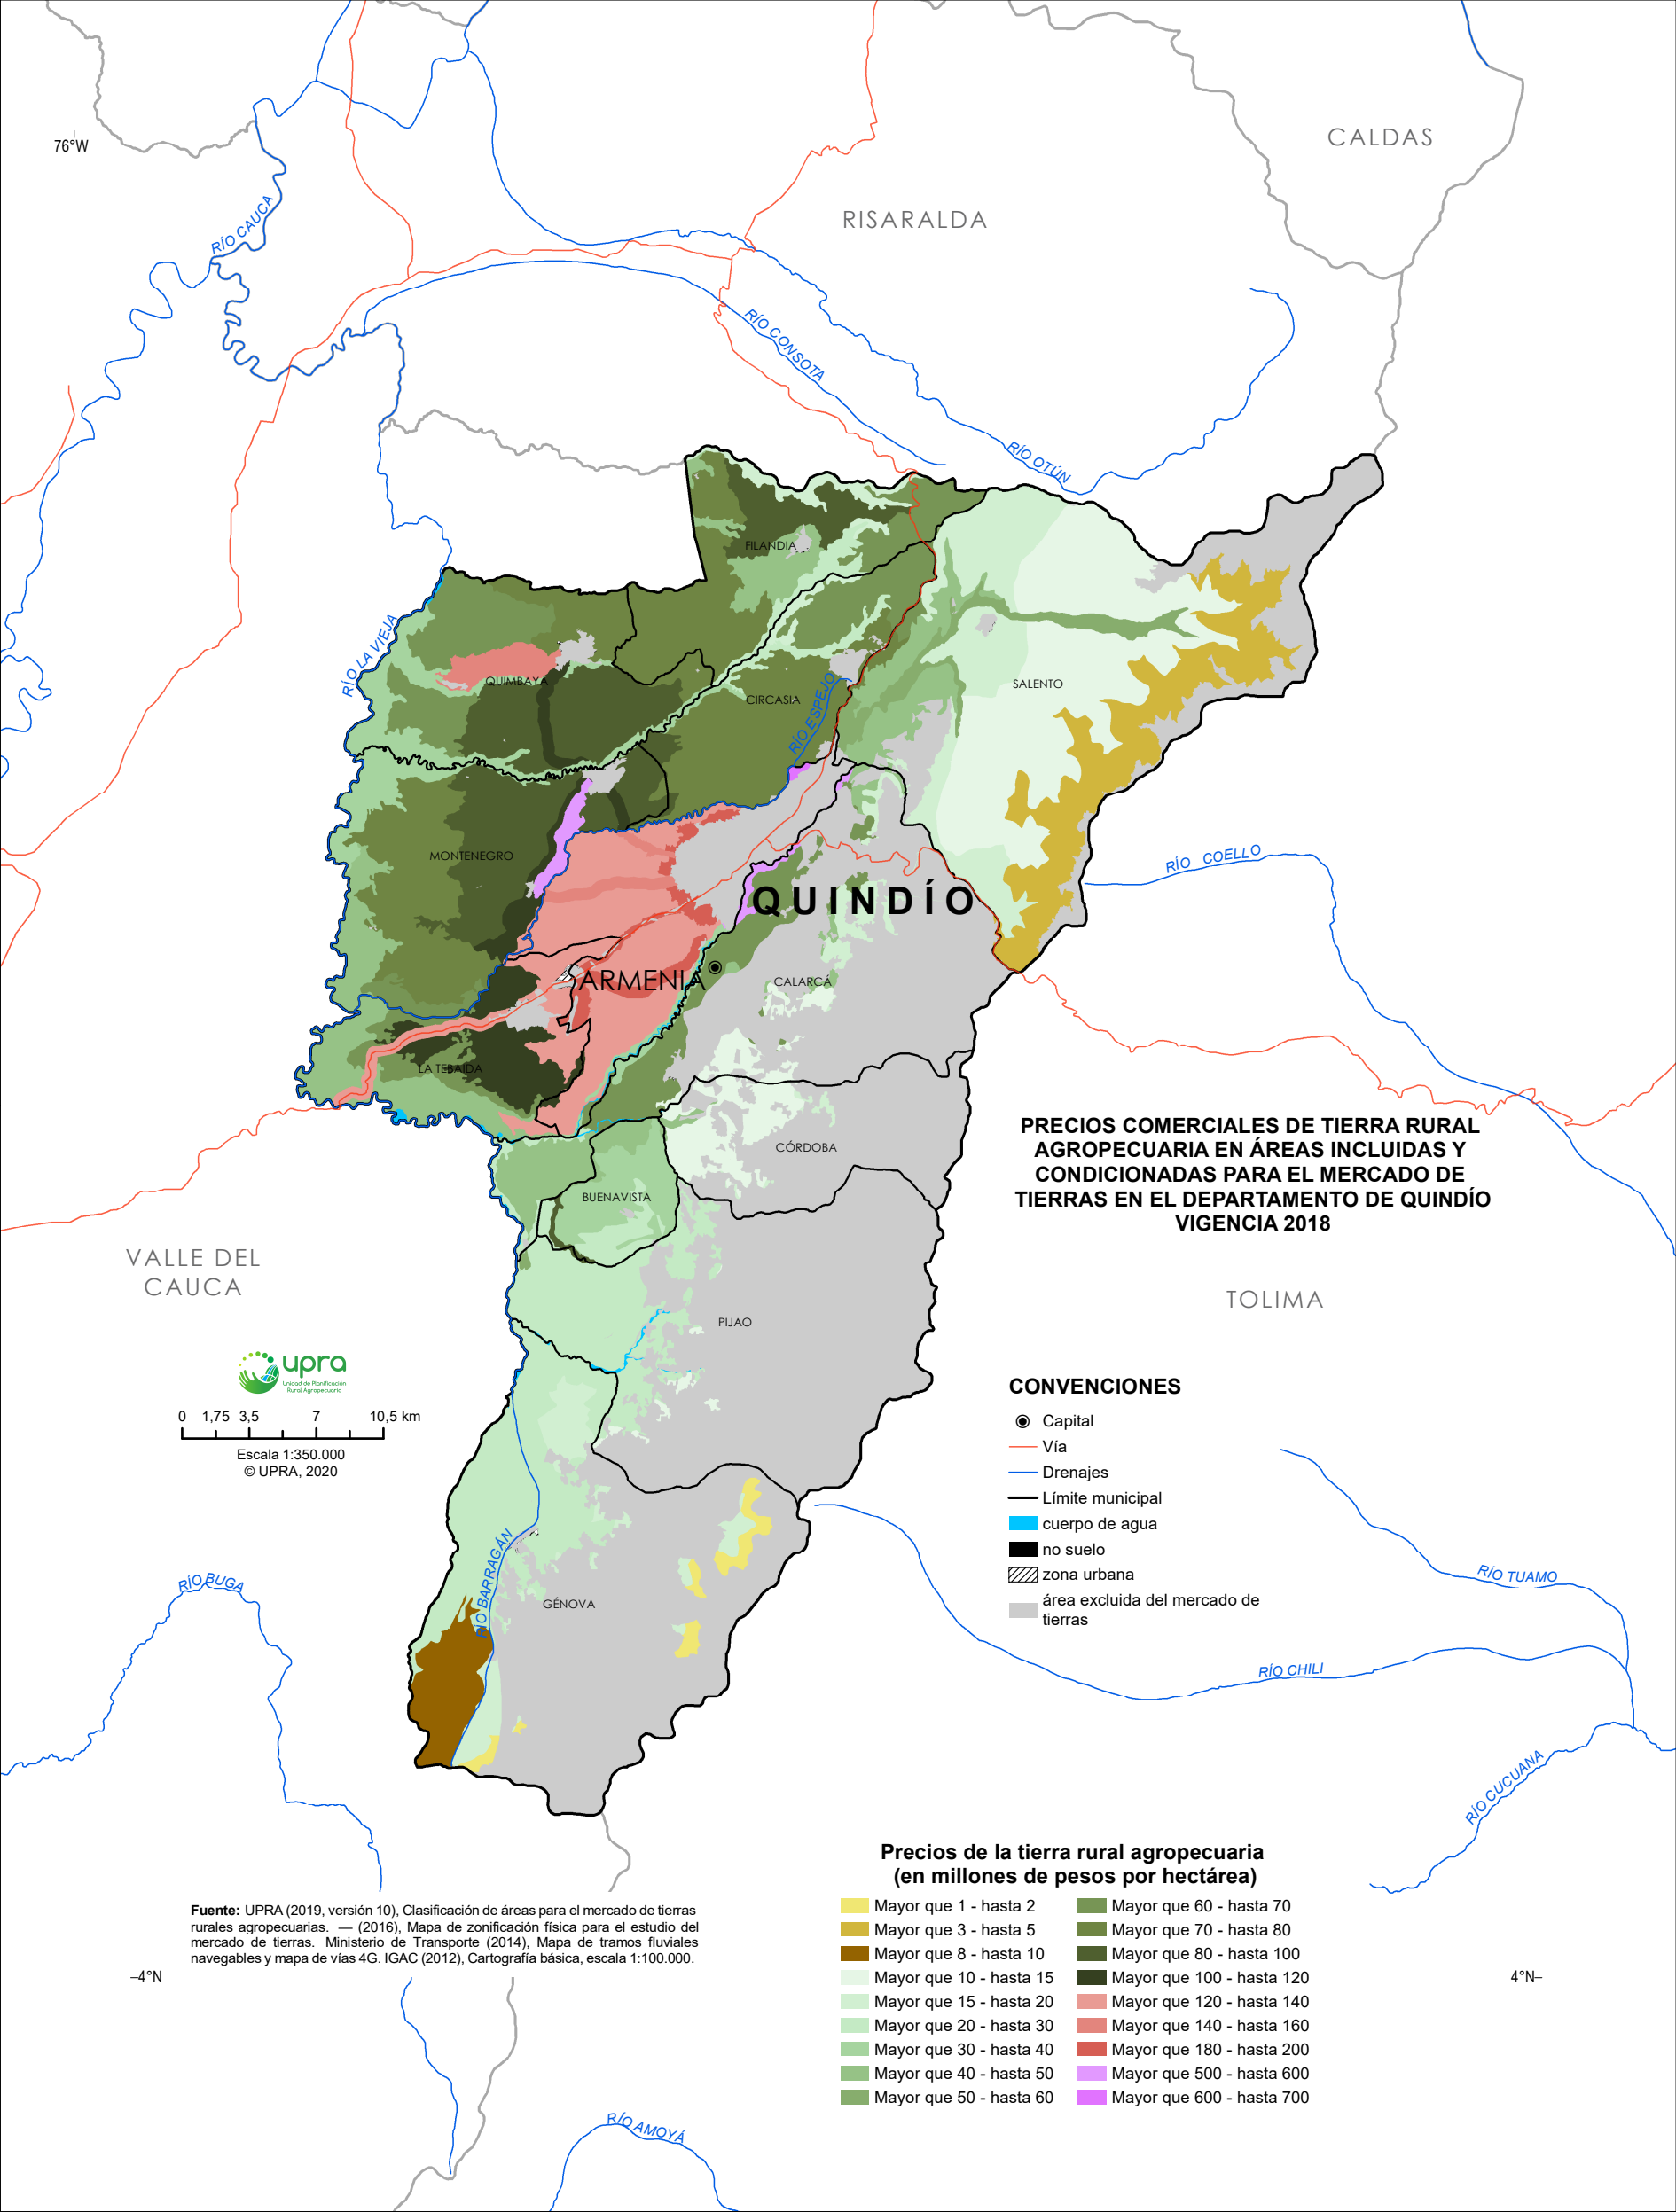 CALDAS
76°W
RISARALDA
RÍO CAUCA
RÍO CONSOTA
RÍO OTÚN
FILANDIA
RÍO LA VIEJA
QUIMBAYA
SALENTO
CIRCASIA
RÍO ESPEJO
MONTENEGRO
RÍO COELLO
QUINDÍO
ARMENIA
CALARCÁ
LA TEBAIDA
PRECIOS COMERCIALES DE TIERRA RURAL
AGROPECUARIA EN ÁREAS INCLUIDAS Y
CONDICIONADAS PARA EL MERCADO DE
TIERRAS EN EL DEPARTAMENTO DE QUINDÍO
VIGENCIA 2018
CÓRDOBA
BUENAVISTA
VALLE DEL
CAUCA
TOLIMA
PIJAO
upra
Unidad de Planificación
Rural Agropecuaria
0 1,75 3,5 7 10,5 km
Escala 1:350.000
© UPRA, 2020
CONVENCIONES
Capital
Vía
Drenajes
Límite municipal
cuerpo de agua
no suelo
zona urbana
área excluida del mercado de
tierras
RÍO BARRAGÁN
RÍO BUGA
GÉNOVA
RÍO TUAMO
RÍO CHILI
RÍO CUCUANA
Precios de la tierra rural agropecuaria
(en millones de pesos por hectárea)
Mayor que 1 - hasta 2
Mayor que 3 - hasta 5
Mayor que 8 - hasta 10
Mayor que 10 - hasta 15
Mayor que 15 - hasta 20
Mayor que 20 - hasta 30
Mayor que 30 - hasta 40
Mayor que 40 - hasta 50
Mayor que 50 - hasta 60
Mayor que 60 - hasta 70
Mayor que 70 - hasta 80
Mayor que 80 - hasta 100
Mayor que 100 - hasta 120
Mayor que 120 - hasta 140
Mayor que 140 - hasta 160
Mayor que 180 - hasta 200
Mayor que 500 - hasta 600
Mayor que 600 - hasta 700
Fuente: UPRA (2019, versión 10), Clasificación de áreas para el mercado de tierras
rurales agropecuarias. — (2016), Mapa de zonificación física para el estudio del
mercado de tierras. Ministerio de Transporte (2014), Mapa de tramos fluviales
navegables y mapa de vías 4G. IGAC (2012), Cartografía básica, escala 1:100.000.
4°N
4°N
RÍO AMOYÁ